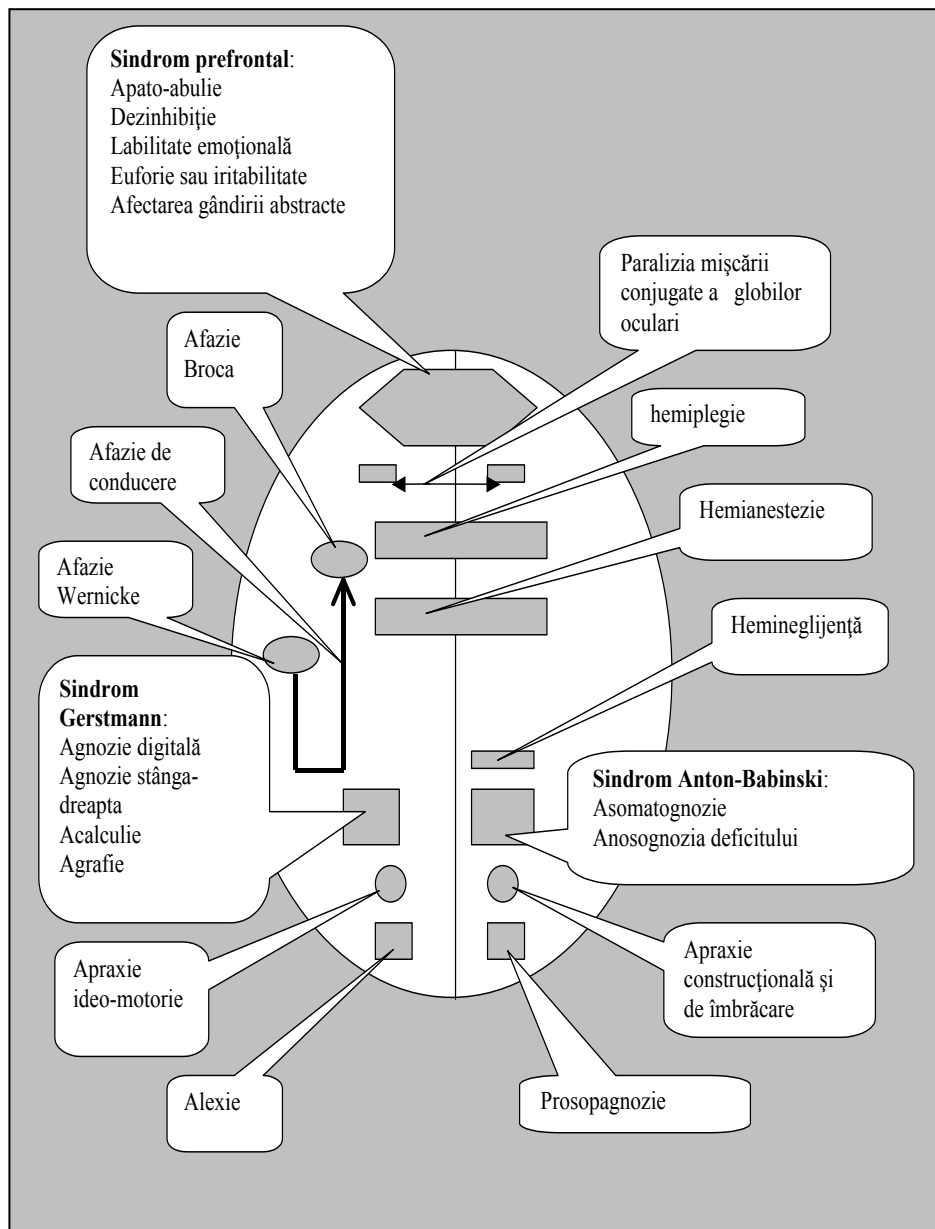 Sindrom prefrontal:
Apato-abulie
Dezinhibiţie
Labilitate emoţională
Euforie sau iritabilitate
Afectarea gândirii abstracte
Paralizia mişcării
conjugate a globilor
oculari
Afazie
Broca
hemiplegie
Afazie de
conducere
Hemianestezie
Afazie
Wernicke
Hemineglijenţă
Sindrom
Gerstmann:
Agnozie digitală
Agnozie stânga-
dreapta
Acalculie
Agrafie
Sindrom Anton-Babinski:
Asomatognozie
Anosognozia deficitului
Apraxie
ideo-motorie
Apraxie
construcţională şi
de îmbrăcare
Alexie
Prosopagnozie